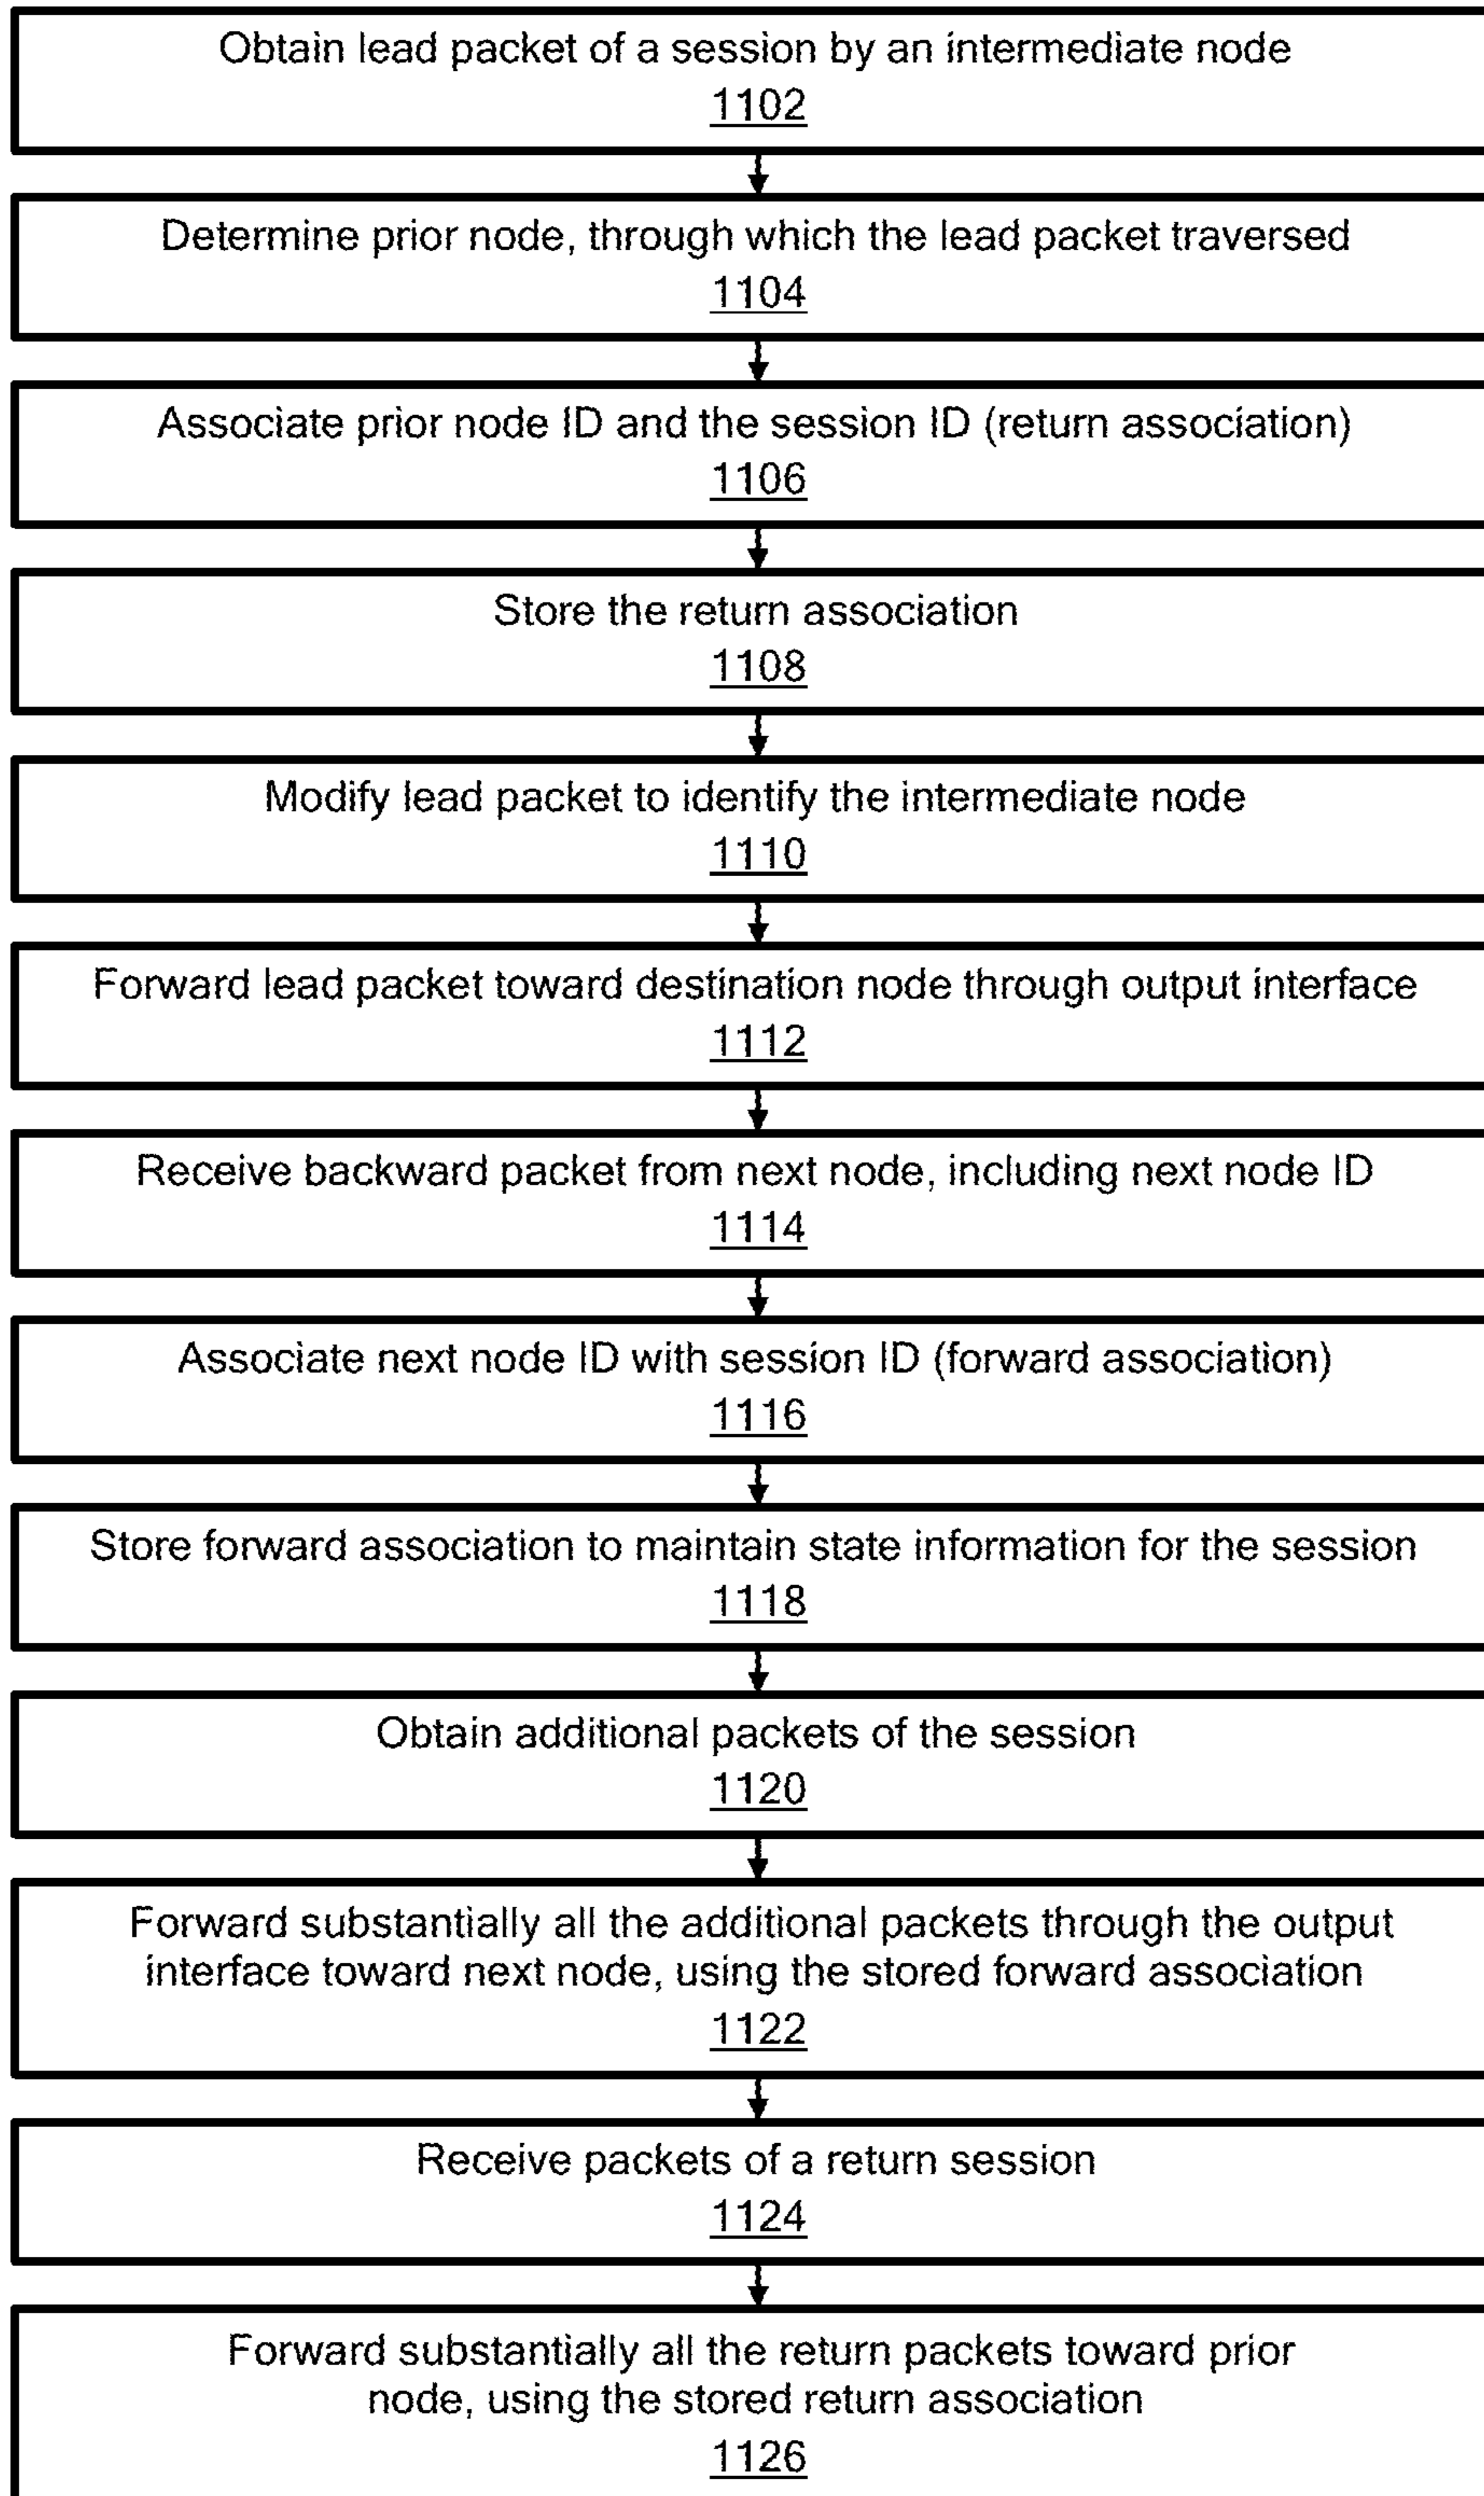 Obtain lead packet of a session by an intermediate node
1102
Determine prior node, through which the lead packet traversed
1104
Associate prior node ID and the session ID (return association)
1106
Store the return association
1108
Modify lead packet to identify the intermediate node
1110
Forward lead packet toward destination node through output interface
1112
Receive backward packet from next node, including next node ID
1114
Associate next node ID with session ID (forward association)
1116
Store forward association to maintain state information for the session
1118
Obtain additional packets of the session
1120
Forward substantially all the additional packets through the output
interface toward next node, using the stored forward association
1122
Receive packets of a return session
1124
Forward substantially all the return packets toward prior
node, using the stored return association
1126